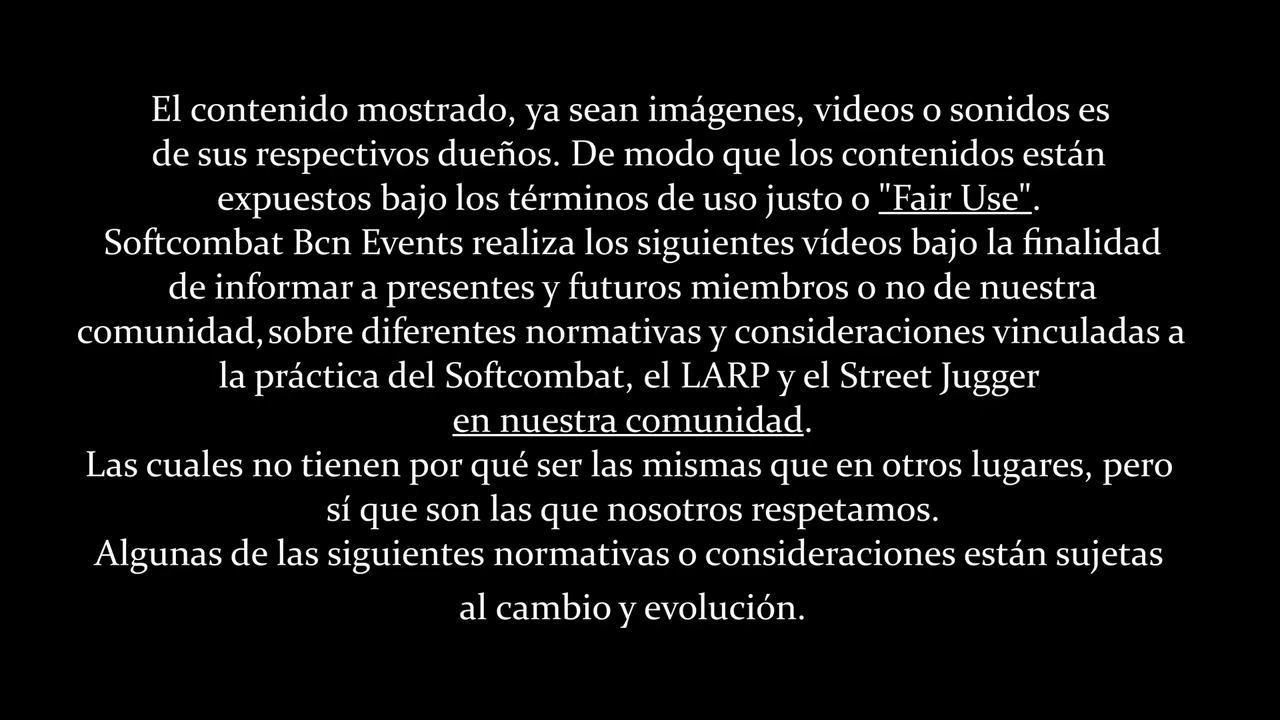 El contenido mostrado, ya sean imágenes, videos o sonidos es
de sus respectivos dueños. De modo que los contenidos están
expuestos bajo los términos de uso justo o "Fair Use".
Softcombat Bcn Events realiza los siguientes vídeos bajo la finalidad
de informar a presentes y futuros miembros o no de nuestra
comunidad, sobre diferentes normativas y consideraciones vinculadas a
la práctica del Softcombat, el LARP y el Street Jugger
en nuestra comunidad.
Las cuales no tienen por qué ser las mismas que en otros lugares, pero
sí que son las que nosotros respetamos.
Algunas de las siguientes normativas o consideraciones están sujetas
al cambio y evolución.